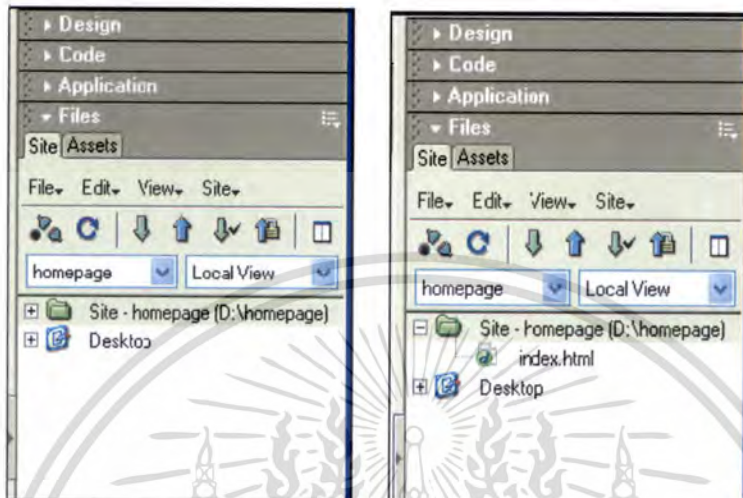 Design
Code
Application
Files
Site Assets
File Edit View Site
homepage Local View
Site - homepage (D:\homepage)
Desktop
Design
Code
Application
Files
Site Assets
File Edit View Site
homepage Local View
Site - homepage (D:\homepage)
index.html
Desktop